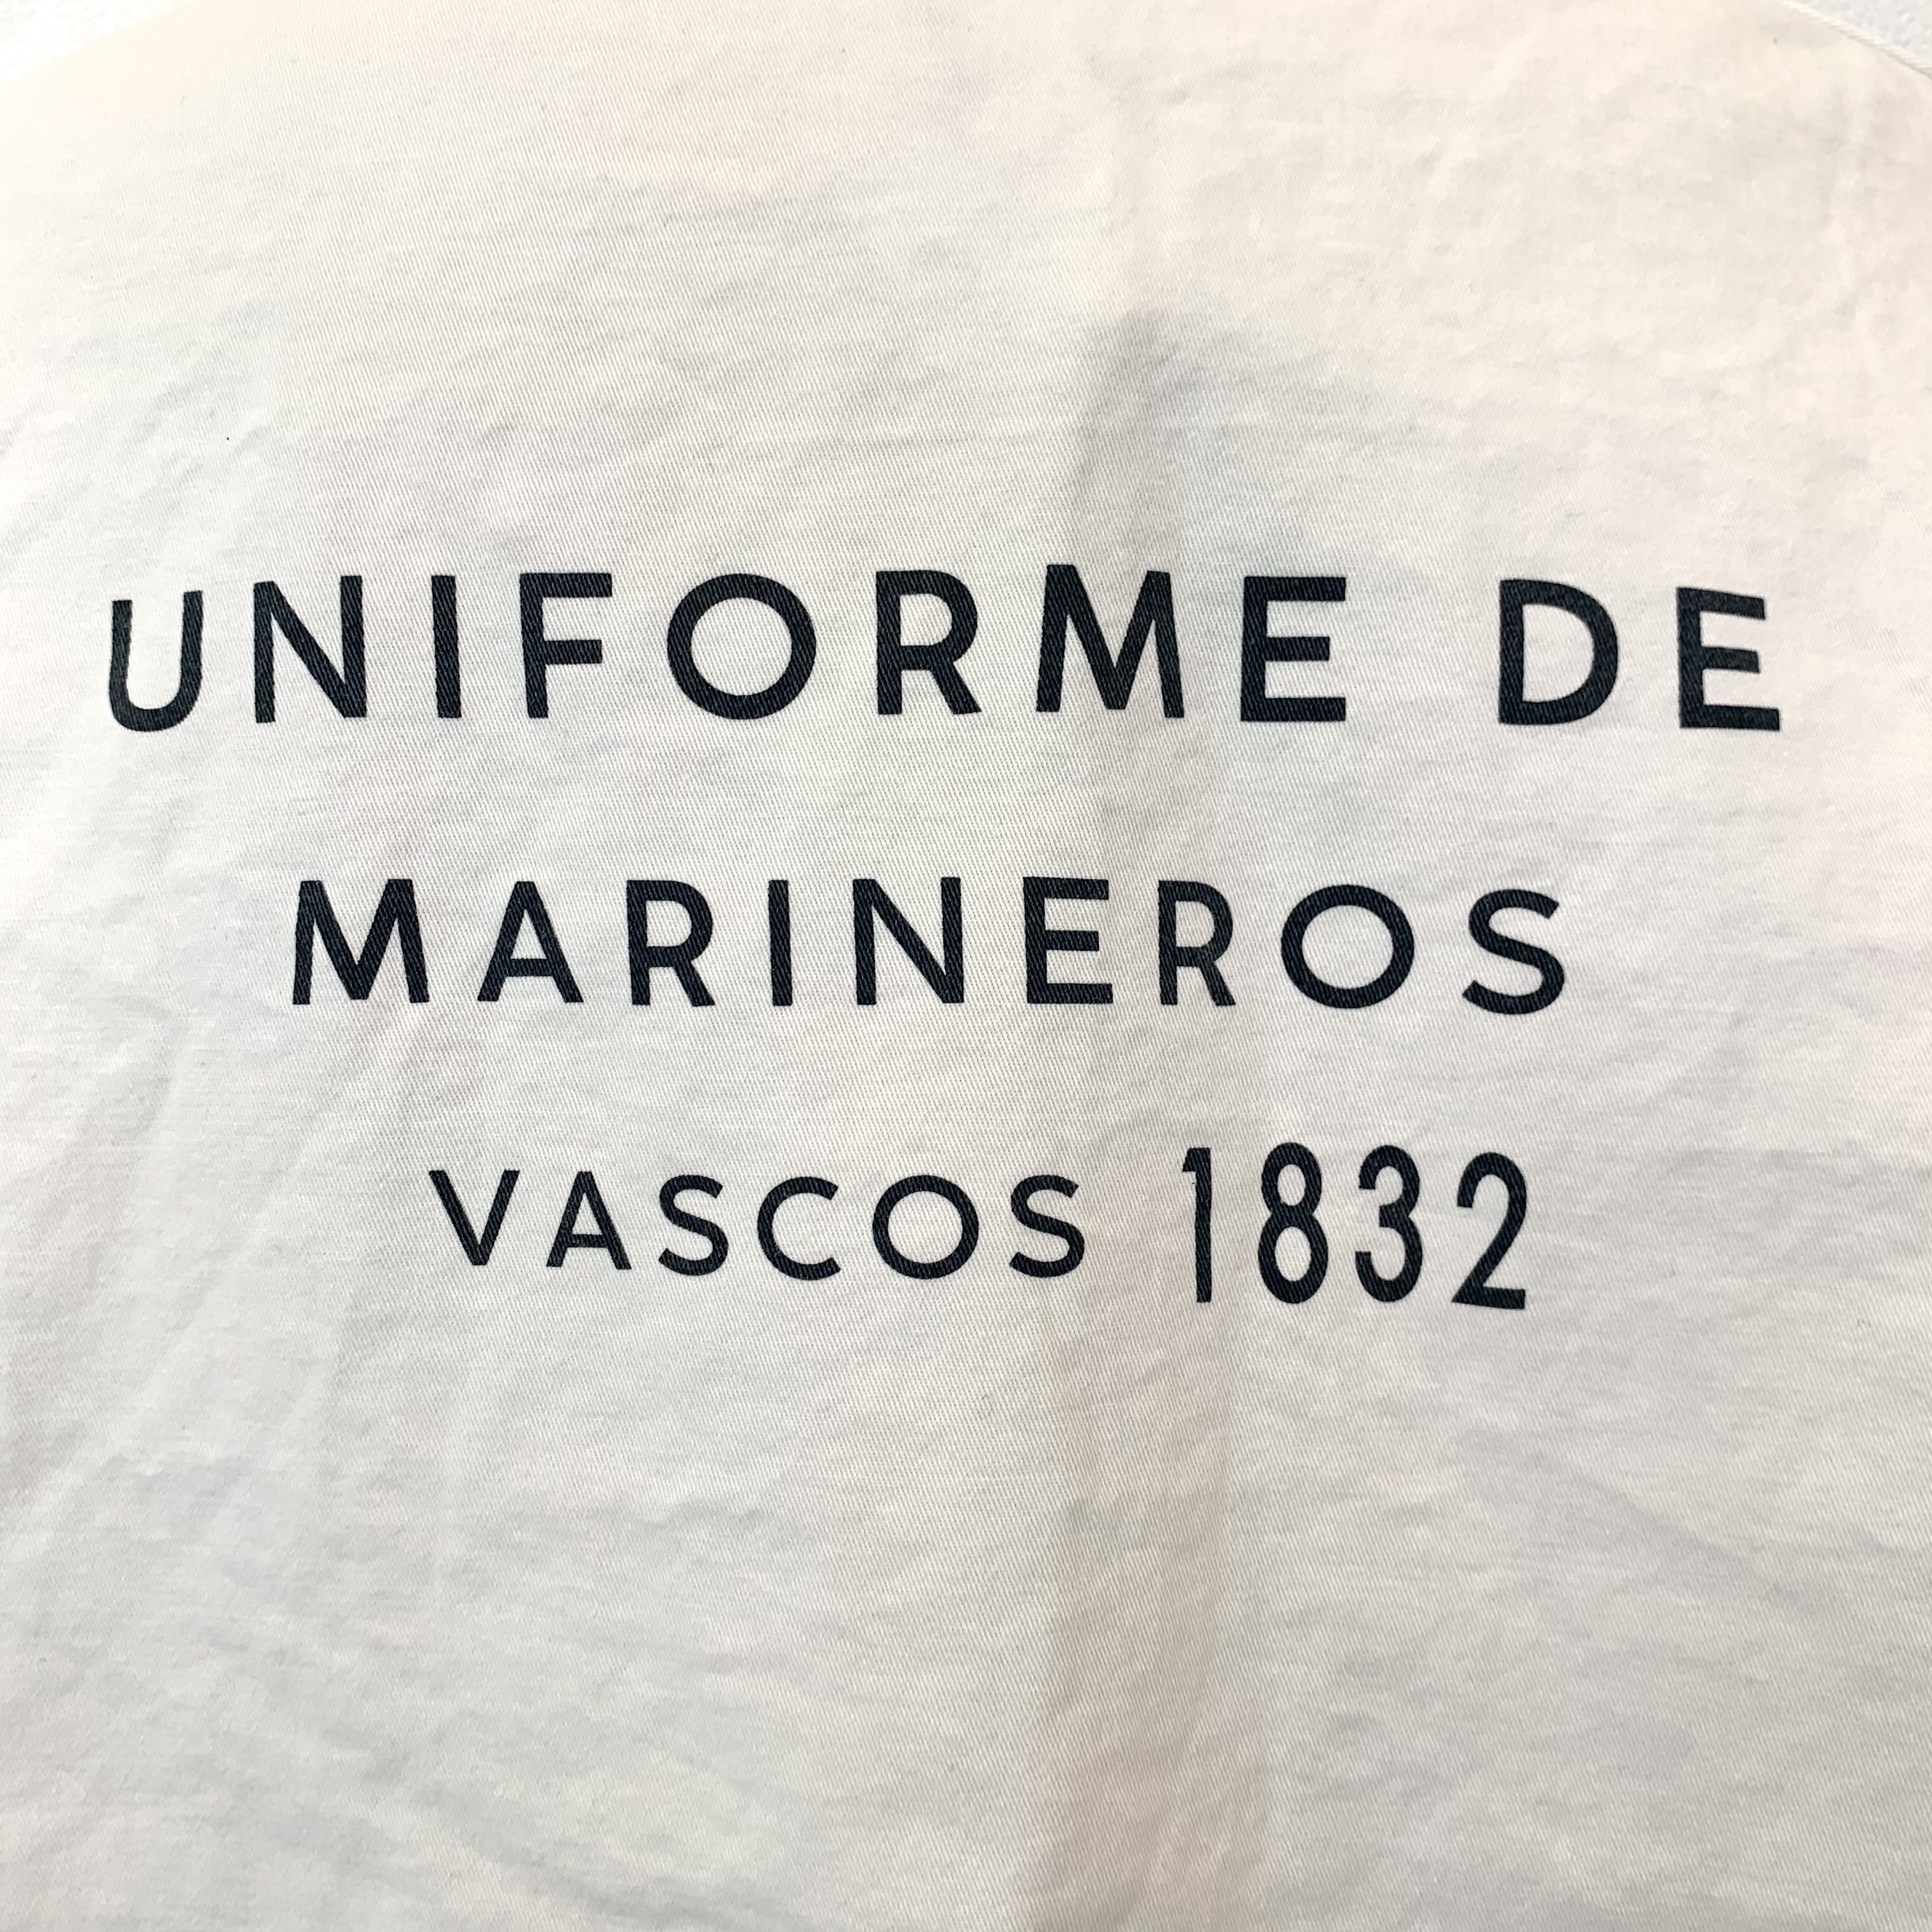 UNIFORME DE
MARINEROS
VASCOS 1832